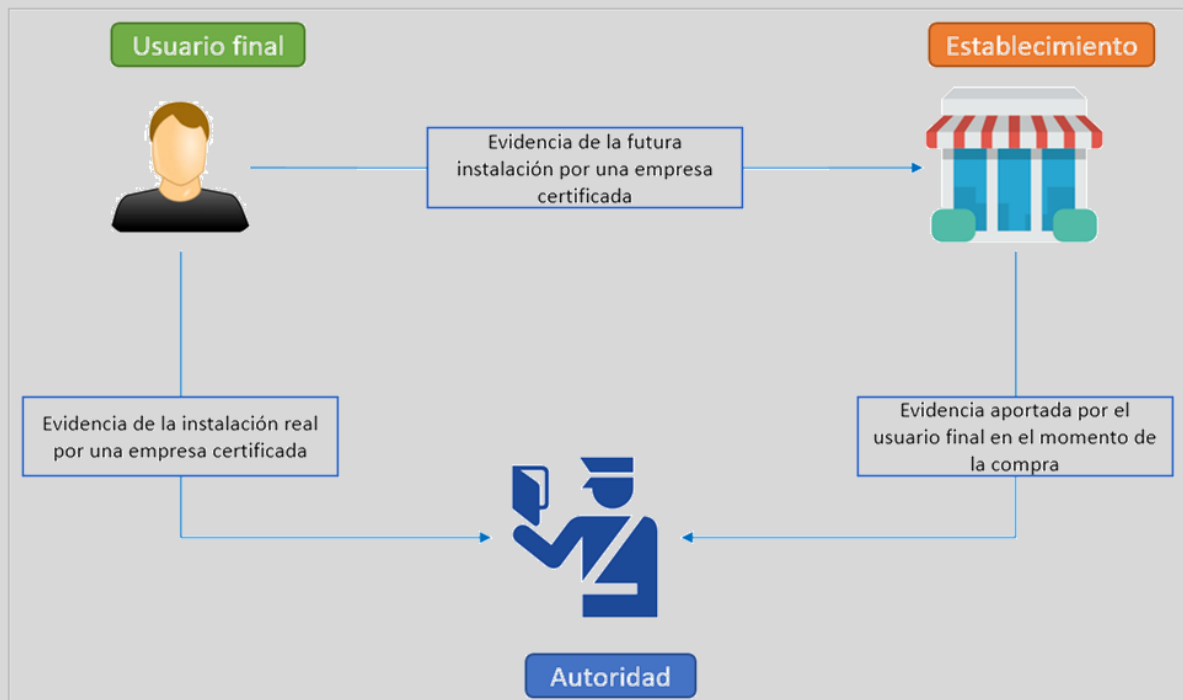 Usuario final
Establecimiento
Evidencia de la futura
instalación por una empresa
certificada
Evidencia de la instalación real
por una empresa certificada
Evidencia aportada por el
usuario final en el momento de
la compra
Autoridad